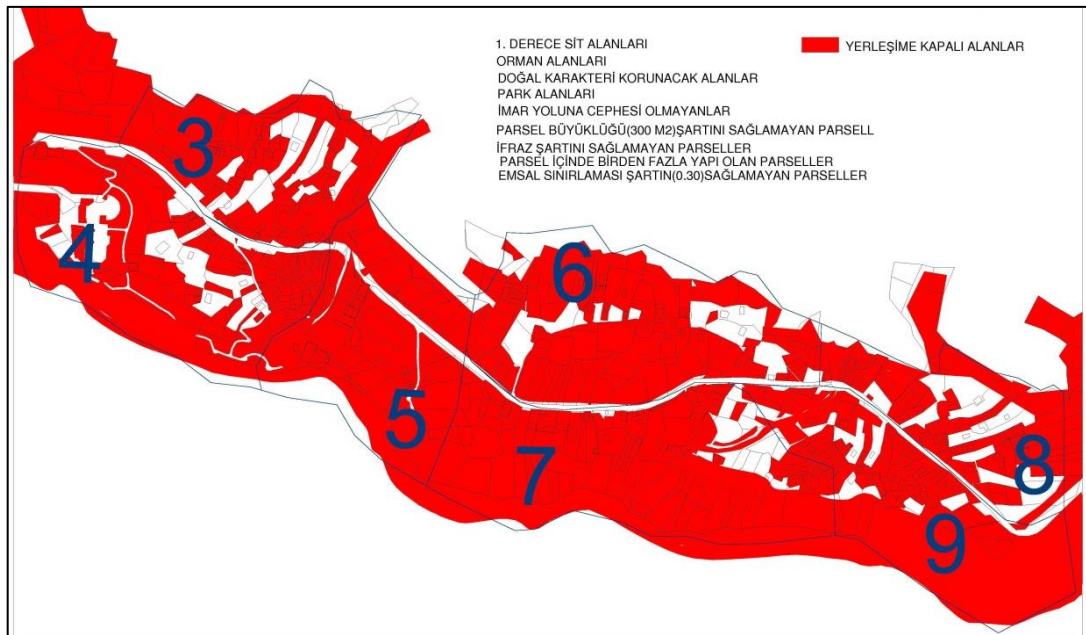 1. DERECE SİT ALANLARI
YERLEŞİME KAPALI ALANLAR
ORMAN ALANLARI
DOĞAL KARAKTERİ KORUNACAK ALANLAR
PARK ALANLARI
İMAR YOLUNA CEPHESİ OLMAYANLAR
PARSEL BÜYÜKLÜĞÜ(300 M2)ŞARTINI SAĞLAMAYAN PARSELL
İFRAZ ŞARTINI SAĞLAMAYAN PARSELLER
PARSEL İÇİNDE BİRDEN FAZLA YAPI OLAN PARSELLER
EMSAL SINIRLAMASI ŞARTIN(0.30)SAĞLAMAYAN PARSELLER
3
4
6
5
7
8
9